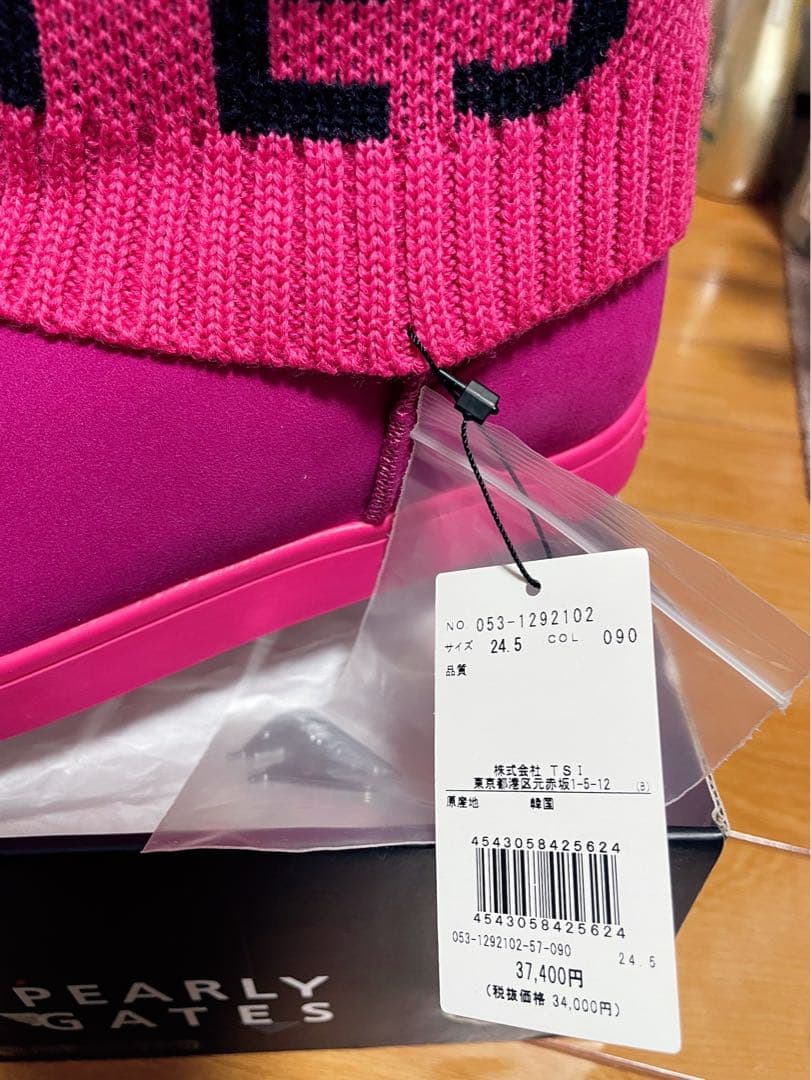 ES
NO 053-1292102
サイズ 24.5 COL 090
品質
株式会社 TSI
東京都港区元赤坂1-5-12 (B)
原産地 韓国
4543058425624
4543058425624
053-1292102-57-090 24.5
37,400円
(税抜価格 34,000円)
PEARLY
GATES